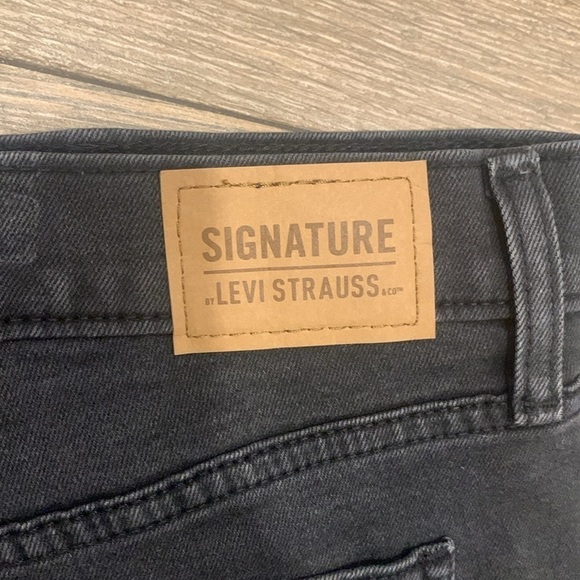 SIGNATURE
BY LEVI STRAUSS & CO™